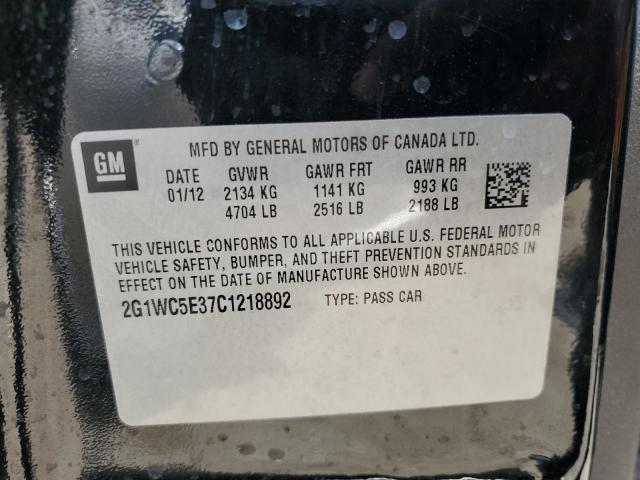 GM
MFD BY GENERAL MOTORS OF CANADA LTD.
DATE GVWR GAWR FRT GAWR RR
01/12 2134 KG 1141 KG 993 KG
4704 LB 2516 LB 2188 LB
THIS VEHICLE CONFORMS TO ALL APPLICABLE U.S. FEDERAL MOTOR
VEHICLE SAFETY, BUMPER, AND THEFT PREVENTION STANDARDS IN
EFFECT ON THE DATE OF MANUFACTURE SHOWN ABOVE.
2G1WC5E37C1218892 TYPE: PASS CAR